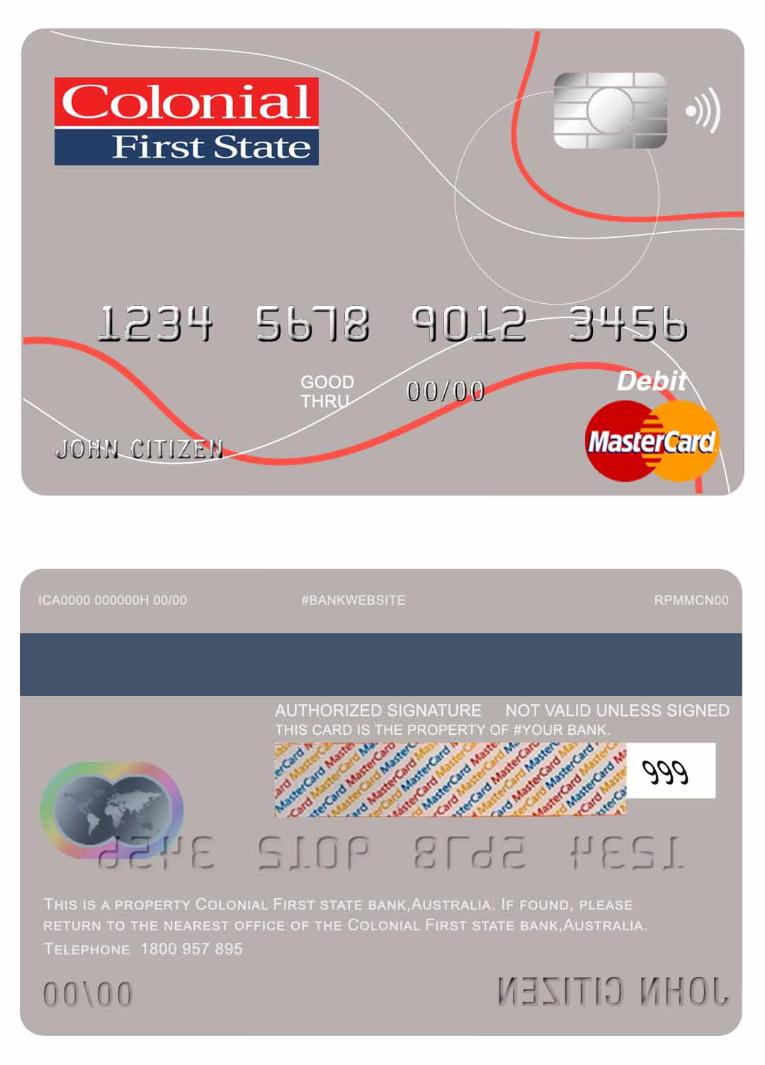 Colonial
First State
1234 5678 9012 3456
GOOD
THRU
00/00
JOHN CITIZEN
Debit
MasterCard
ICA0000 000000H 00/00 #BANKWEBSITE RPMMCN00
AUTHORIZED SIGNATURE NOT VALID UNLESS SIGNED
THIS CARD IS THE PROPERTY OF #YOUR BANK.
MasterCard MasterCard MasterCard
999
1234 5678 9012 3456
THIS IS A PROPERTY COLONIAL FIRST STATE BANK,AUSTRALIA. IF FOUND, PLEASE
RETURN TO THE NEAREST OFFICE OF THE COLONIAL FIRST STATE BANK,AUSTRALIA.
TELEPHONE 1800 957 895
00/00
JOHN CITIZEN